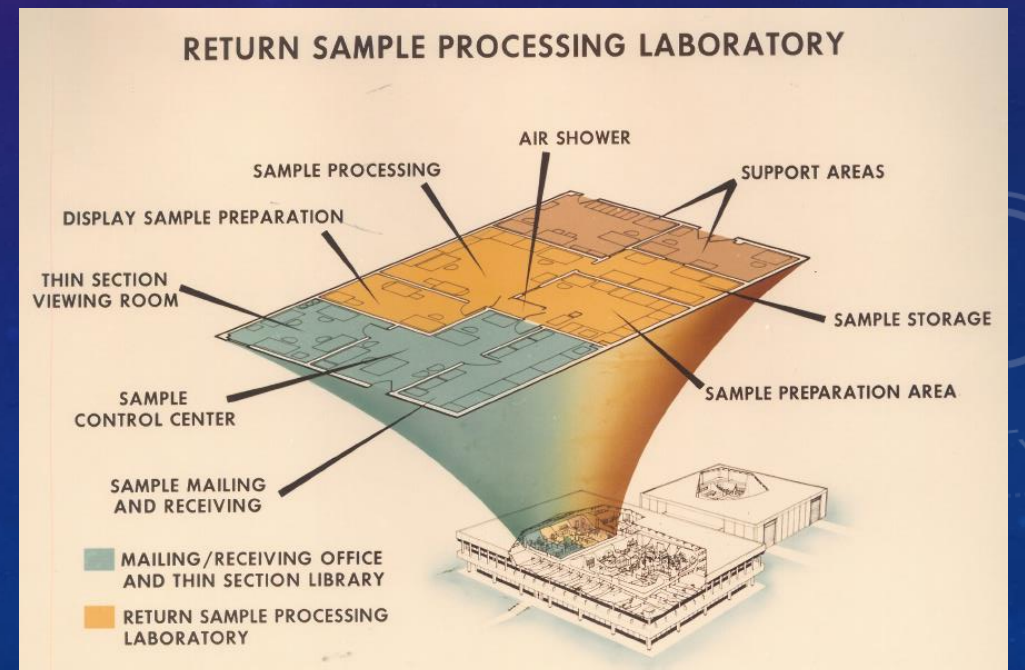 RETURN SAMPLE PROCESSING LABORATORY
AIR SHOWER
SAMPLE PROCESSING
SUPPORT AREAS
DISPLAY SAMPLE PREPARATION
THIN SECTION
VIEWING ROOM
SAMPLE STORAGE
SAMPLE PREPARATION AREA
SAMPLE
CONTROL CENTER
SAMPLE MAILING
AND RECEIVING
MAILING/RECEIVING OFFICE
AND THIN SECTION LIBRARY
RETURN SAMPLE PROCESSING
LABORATORY